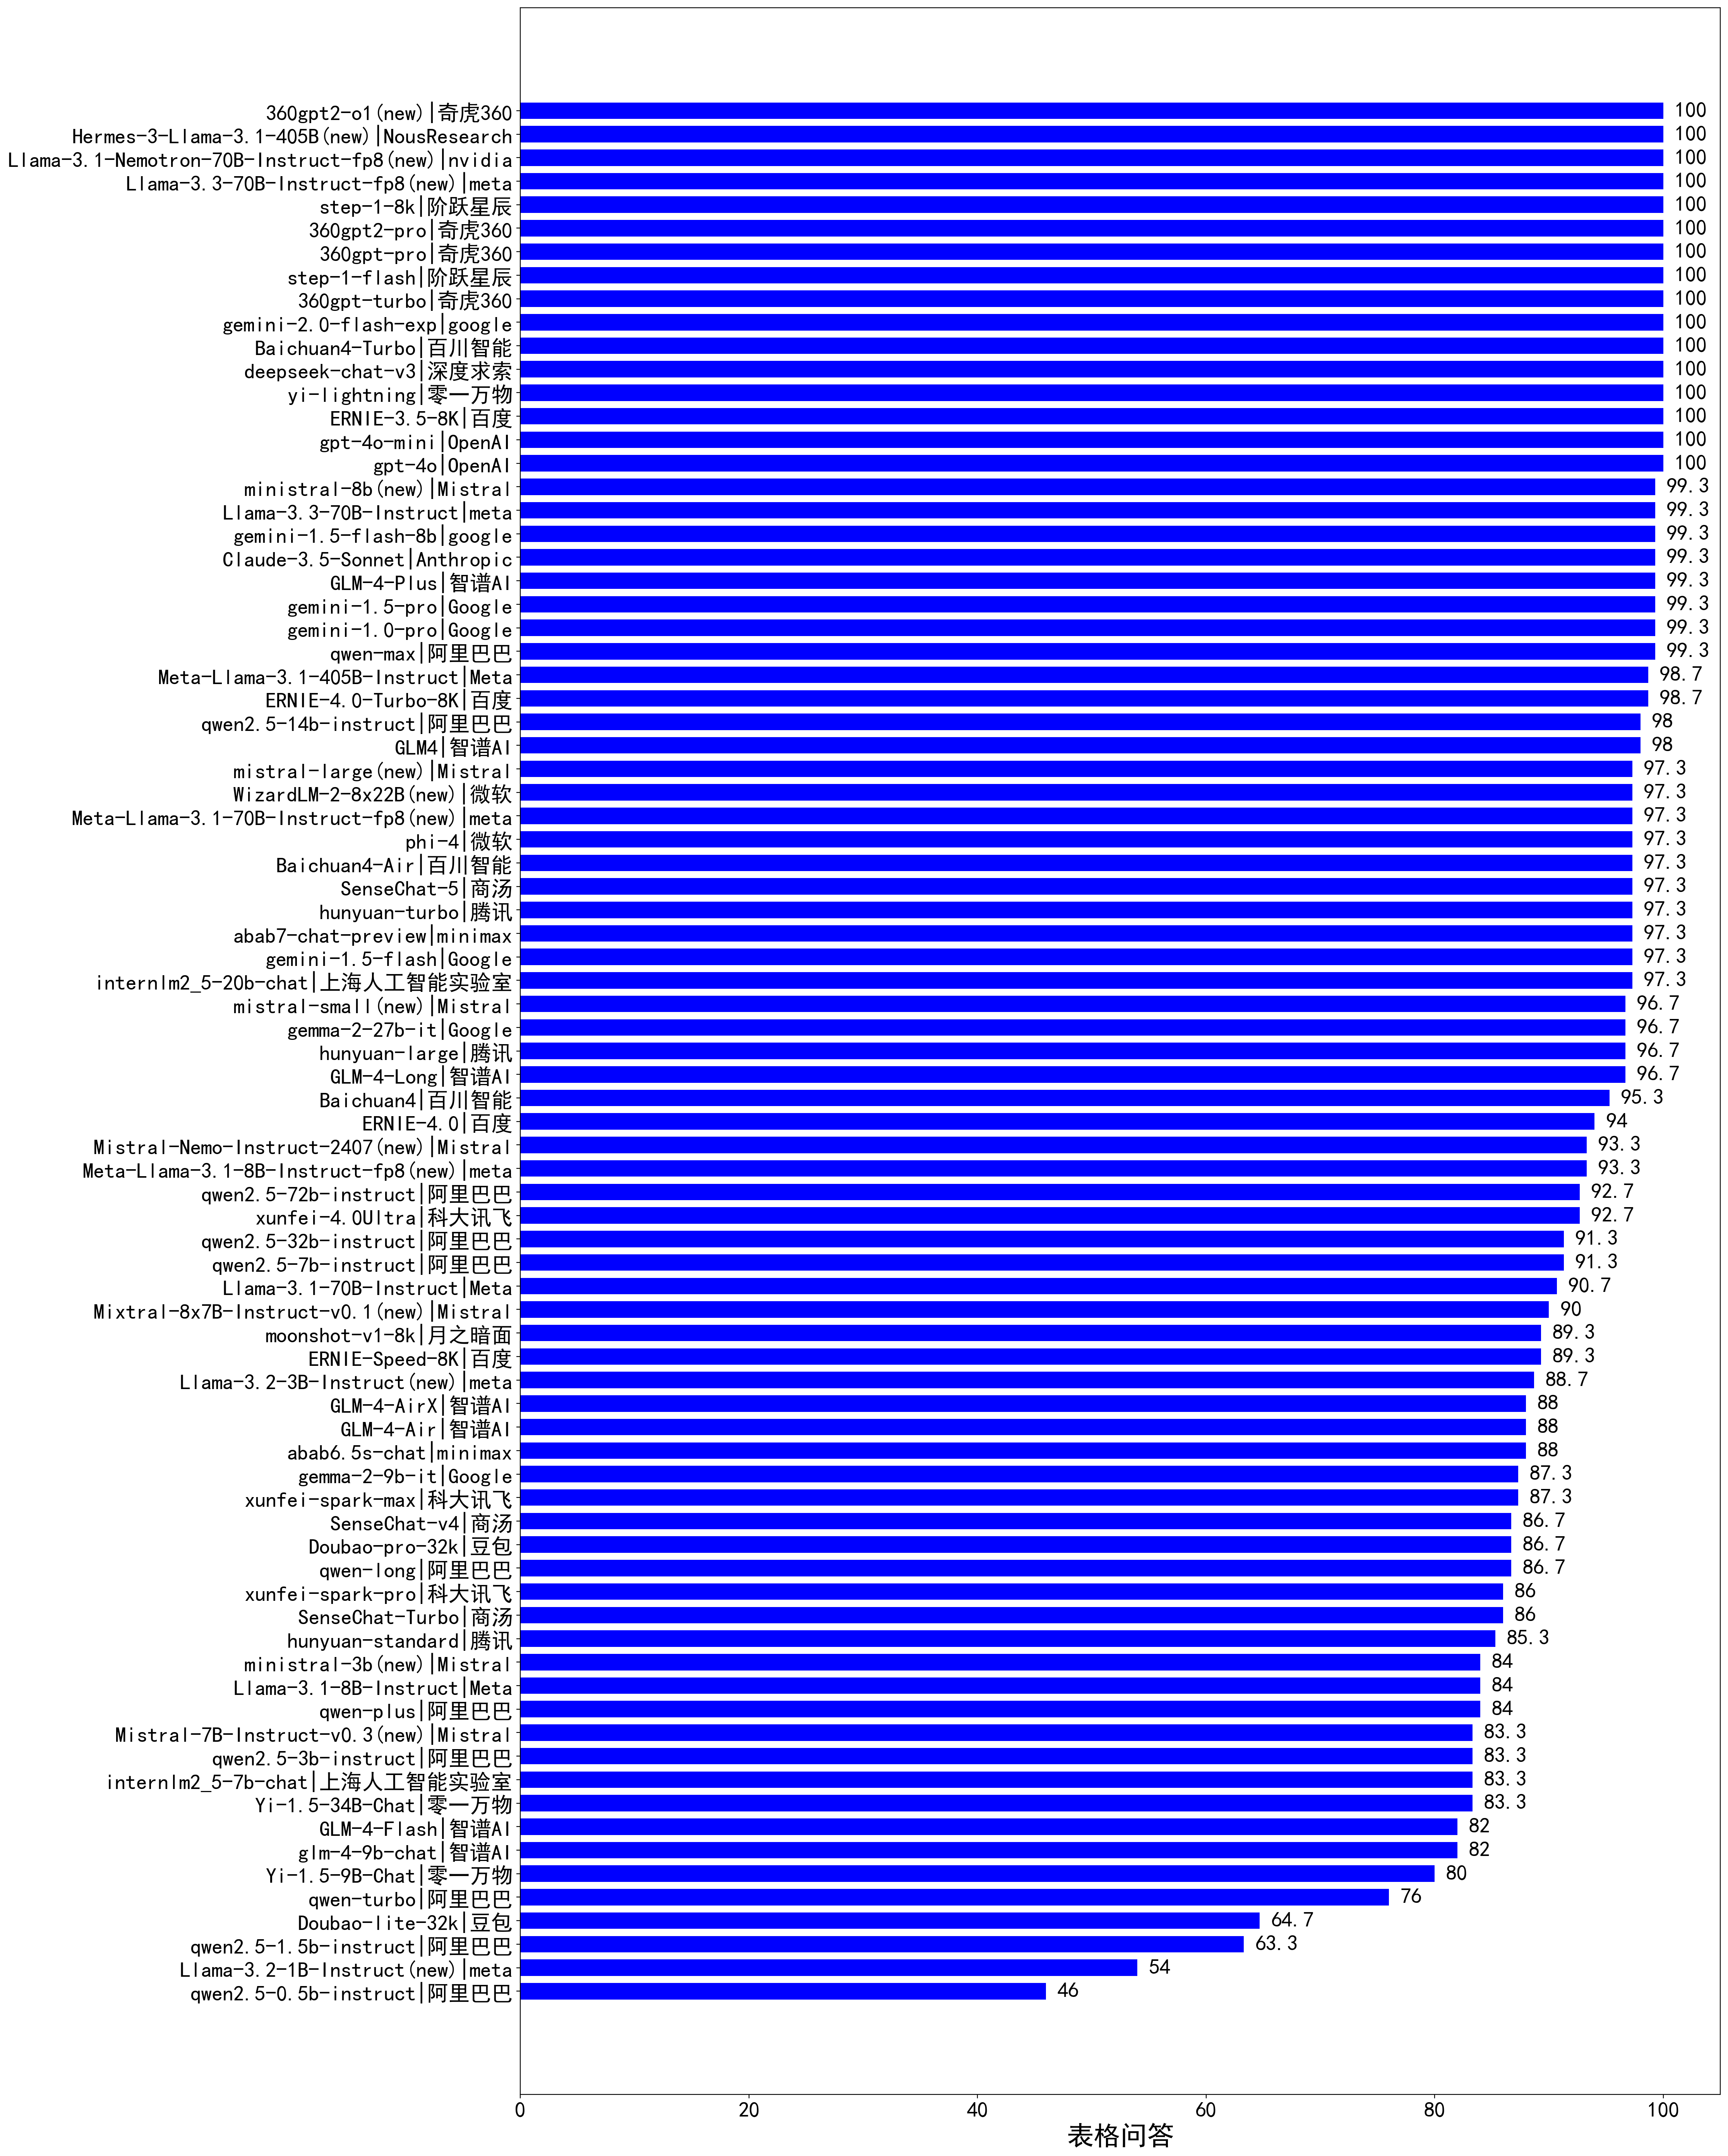 360gpt2-o1(new)|奇虎360 100
Hermes-3-Llama-3.1-405B(new)|NousResearch 100
Llama-3.1-Nemotron-70B-Instruct-fp8(new)|nvidia 100
Llama-3.3-70B-Instruct-fp8(new)|meta 100
step-1-8k|阶跃星辰 100
360gpt2-pro|奇虎360 100
360gpt-pro|奇虎360 100
step-1-flash|阶跃星辰 100
360gpt-turbo|奇虎360 100
gemini-2.0-flash-exp|google 100
Baichuan4-Turbo|百川智能 100
deepseek-chat-v3|深度求索 100
yi-lightning|零一万物 100
ERNIE-3.5-8K|百度 100
gpt-4o-mini|OpenAI 100
gpt-4o|OpenAI 100
ministral-8b(new)|Mistral 99.3
Llama-3.3-70B-Instruct|meta 99.3
gemini-1.5-flash-8b|google 99.3
Claude-3.5-Sonnet|Anthropic 99.3
GLM-4-Plus|智谱AI 99.3
gemini-1.5-pro|Google 99.3
gemini-1.0-pro|Google 99.3
qwen-max|阿里巴巴 99.3
Meta-Llama-3.1-405B-Instruct|Meta 98.7
ERNIE-4.0-Turbo-8K|百度 98.7
qwen2.5-14b-instruct|阿里巴巴 98
GLM4|智谱AI 98
mistral-large(new)|Mistral 97.3
WizardLM-2-8x22B(new)|微软 97.3
Meta-Llama-3.1-70B-Instruct-fp8(new)|meta 97.3
phi-4|微软 97.3
Baichuan4-Air|百川智能 97.3
SenseChat-5|商汤 97.3
hunyuan-turbo|腾讯 97.3
abab7-chat-preview|minimax 97.3
gemini-1.5-flash|Google 97.3
internlm2_5-20b-chat|上海人工智能实验室 97.3
mistral-small(new)|Mistral 96.7
gemma-2-27b-it|Google 96.7
hunyuan-large|腾讯 96.7
GLM-4-Long|智谱AI 96.7
Baichuan4|百川智能 95.3
ERNIE-4.0|百度 94
Mistral-Nemo-Instruct-2407(new)|Mistral 93.3
Meta-Llama-3.1-8B-Instruct-fp8(new)|meta 93.3
qwen2.5-72b-instruct|阿里巴巴 92.7
xunfei-4.0Ultra|科大讯飞 92.7
qwen2.5-32b-instruct|阿里巴巴 91.3
qwen2.5-7b-instruct|阿里巴巴 91.3
Llama-3.1-70B-Instruct|Meta 90.7
Mixtral-8x7B-Instruct-v0.1(new)|Mistral 90
moonshot-v1-8k|月之暗面 89.3
ERNIE-Speed-8K|百度 89.3
Llama-3.2-3B-Instruct(new)|meta 88.7
GLM-4-AirX|智谱AI 88
GLM-4-Air|智谱AI 88
abab6.5s-chat|minimax 88
gemma-2-9b-it|Google 87.3
xunfei-spark-max|科大讯飞 87.3
SenseChat-v4|商汤 86.7
Doubao-pro-32k|豆包 86.7
qwen-long|阿里巴巴 86.7
xunfei-spark-pro|科大讯飞 86
SenseChat-Turbo|商汤 86
hunyuan-standard|腾讯 85.3
ministral-3b(new)|Mistral 84
Llama-3.1-8B-Instruct|Meta 84
qwen-plus|阿里巴巴 84
Mistral-7B-Instruct-v0.3(new)|Mistral 83.3
qwen2.5-3b-instruct|阿里巴巴 83.3
internlm2_5-7b-chat|上海人工智能实验室 83.3
Yi-1.5-34B-Chat|零一万物 83.3
GLM-4-Flash|智谱AI 82
glm-4-9b-chat|智谱AI 82
Yi-1.5-9B-Chat|零一万物 80
qwen-turbo|阿里巴巴 76
Doubao-lite-32k|豆包 64.7
qwen2.5-1.5b-instruct|阿里巴巴 63.3
Llama-3.2-1B-Instruct(new)|meta 54
qwen2.5-0.5b-instruct|阿里巴巴 46
0 20 40 60 80 100
表格问答